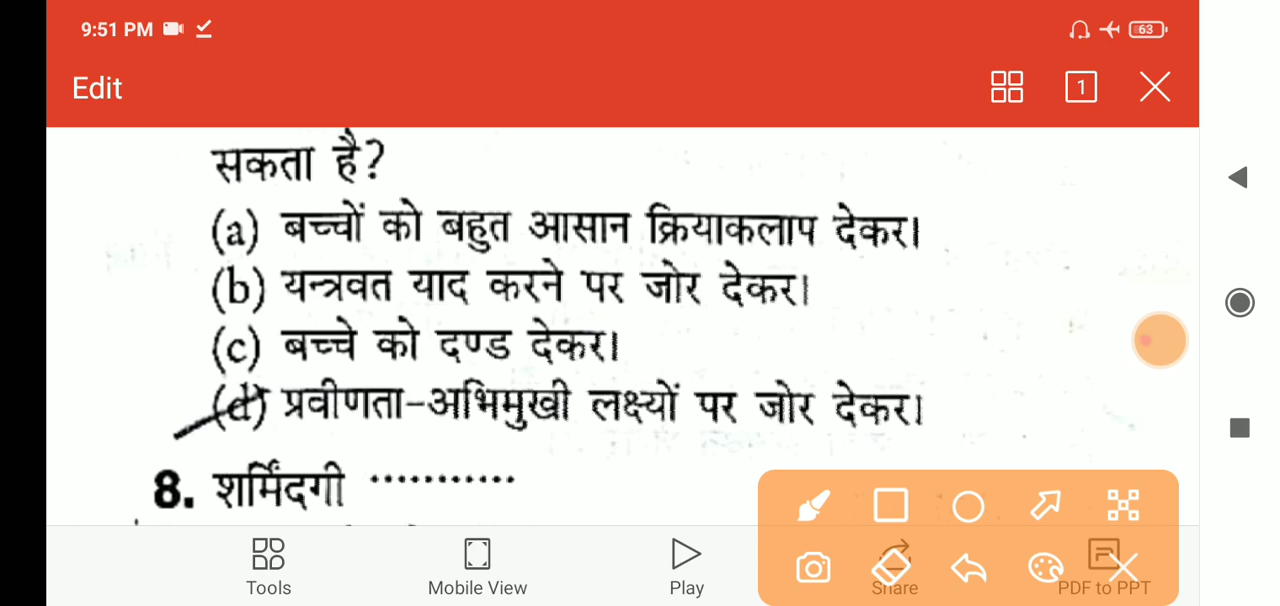 9:51 PM
63
Edit
1
सकता है?
(a) बच्चों को बहुत आसान क्रियाकलाप देकर।
(b) यन्त्रवत याद करने पर जोर देकर।
(c) बच्चे को दण्ड देकर।
(d) प्रवीणता-अभिमुखी लक्ष्यों पर जोर देकर।
8. शर्मिंदगी ...........
Tools
Mobile View
Play
Share
PDF to PPT